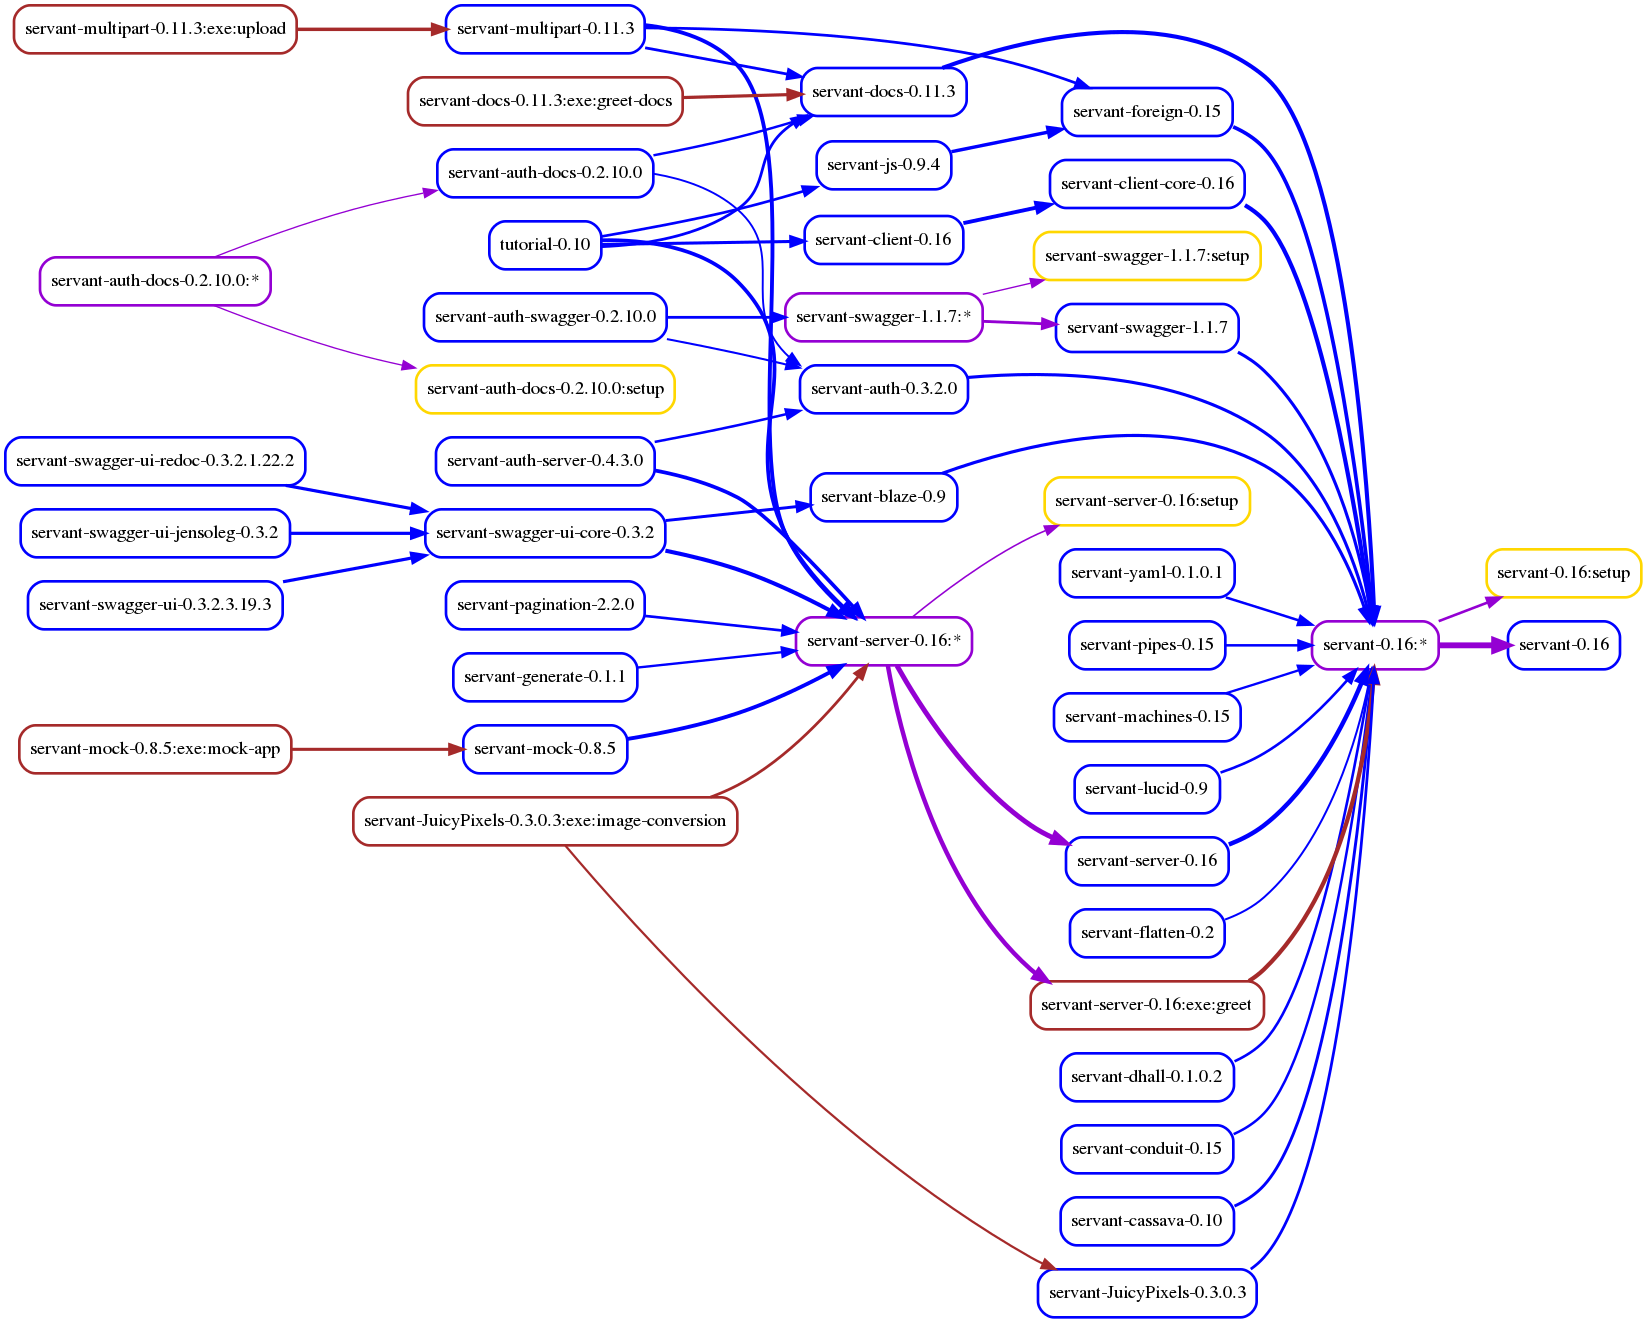 servant-multipart-0.11.3:exe:upload
servant-multipart-0.11.3
servant-docs-0.11.3:exe:greet-docs
servant-docs-0.11.3
servant-foreign-0.15
servant-auth-docs-0.2.10.0
servant-js-0.9.4
servant-client-core-0.16
tutorial-0.10
servant-client-0.16
servant-swagger-1.1.7:setup
servant-auth-docs-0.2.10.0:*
servant-auth-swagger-0.2.10.0
servant-swagger-1.1.7:*
servant-swagger-1.1.7
servant-auth-docs-0.2.10.0:setup
servant-auth-0.3.2.0
servant-swagger-ui-redoc-0.3.2.1.22.2
servant-auth-server-0.4.3.0
servant-blaze-0.9
servant-server-0.16:setup
servant-swagger-ui-jensoleg-0.3.2
servant-swagger-ui-core-0.3.2
servant-yaml-0.1.0.1
servant-0.16:setup
servant-swagger-ui-0.3.2.3.19.3
servant-pagination-2.2.0
servant-server-0.16:*
servant-pipes-0.15
servant-0.16:*
servant-0.16
servant-generate-0.1.1
servant-machines-0.15
servant-mock-0.8.5:exe:mock-app
servant-mock-0.8.5
servant-lucid-0.9
servant-JuicyPixels-0.3.0.3:exe:image-conversion
servant-server-0.16
servant-flatten-0.2
servant-server-0.16:exe:greet
servant-dhall-0.1.0.2
servant-conduit-0.15
servant-cassava-0.10
servant-JuicyPixels-0.3.0.3